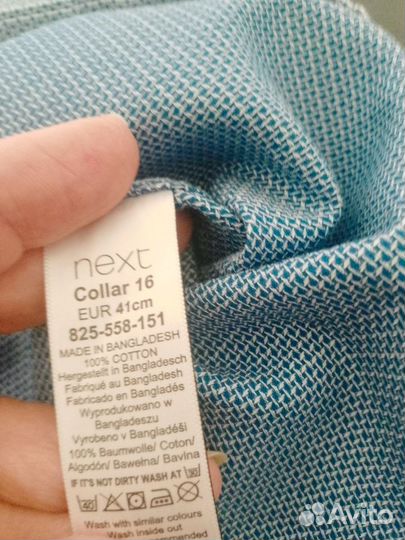 next
Collar 16
EUR 41cm
825-558-151
MADE IN BANGLADESH
100% COTTON
Hergestellt in Bangladesch
Fabriqué au Bangladesh
Fabricado en Bangladés
Wyprodukowano w
Bangladeszu
Vyrobeno v Bangladéši
100% Baumwolle/ Coton/
Algodón/ Bawełna/ Bavlna
IF IT'S NOT DIRTY WASH AT 30
40
Wash with similar colours
Wash inside out
Avito